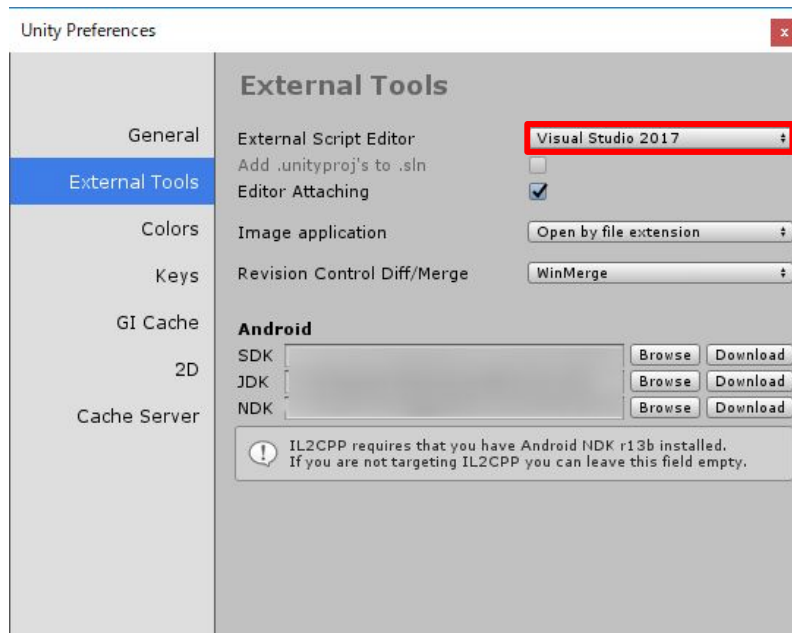 Unity Preferences
x
External Tools
General
External Tools
Colors
Keys
GI Cache
2D
Cache Server
External Script Editor Visual Studio 2017
Add .unityproj's to .sln
Editor Attaching
Image application Open by file extension
Revision Control Diff/Merge WinMerge
Android
SDK Browse Download
JDK Browse Download
NDK Browse Download
IL2CPP requires that you have Android NDK r13b installed.
If you are not targeting IL2CPP you can leave this field empty.